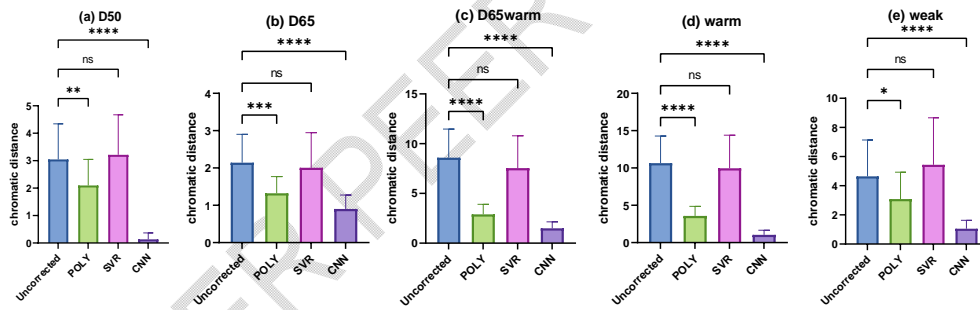 (a) D50
****
ns
**
chromatic distance
5
4
3
2
1
0
Uncorrected
POLY
SVR
CNN
(b) D65
****
ns
***
chromatic distance
4
3
2
1
0
Uncorrected
POLY
SVR
CNN
(c) D65warm
****
ns
****
chromatic distance
15
10
5
0
Uncorrected
POLY
SVR
CNN
(d) warm
****
ns
****
chromatic distance
20
15
10
5
0
Uncorrected
POLY
SVR
CNN
(e) weak
****
ns
*
chromatic distance
10
8
6
4
2
0
Uncorrected
POLY
SVR
CNN
ER PEER